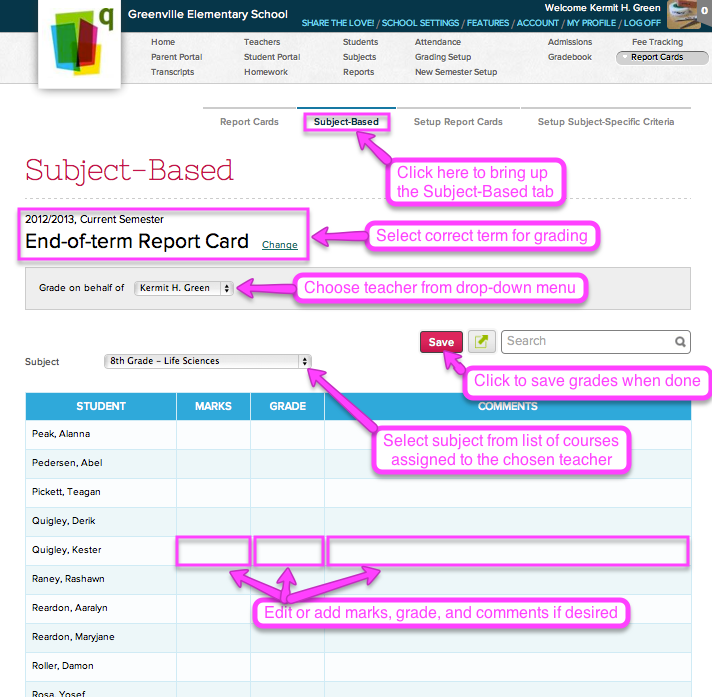 q
Greenville Elementary School
Welcome Kermit H. Green
0
SHARE THE LOVE! / SCHOOL SETTINGS / FEATURES / ACCOUNT / MY PROFILE / LOG OFF
Home Teachers Students Attendance Admissions Fee Tracking
Parent Portal Student Portal Subjects Grading Setup Gradebook Report Cards
Transcripts Homework Reports New Semester Setup
Report Cards Subject-Based Setup Report Cards Setup Subject-Specific Criteria
Subject-Based
Click here to bring up
the Subject-Based tab
2012/2013, Current Semester
End-of-term Report Card Change
Select correct term for grading
Grade on behalf of Kermit H. Green
Choose teacher from drop-down menu
Save Search
Subject 8th Grade - Life Sciences
Click to save grades when done
STUDENT MARKS GRADE COMMENTS
Peak, Alanna
Select subject from list of courses
assigned to the chosen teacher
Pedersen, Abel
Pickett, Teagan
Quigley, Derik
Quigley, Kester
Raney, Rashawn
Reardon, Aaralyn
Edit or add marks, grade, and comments if desired
Reardon, Maryjane
Roller, Damon
Rosa, Yosef